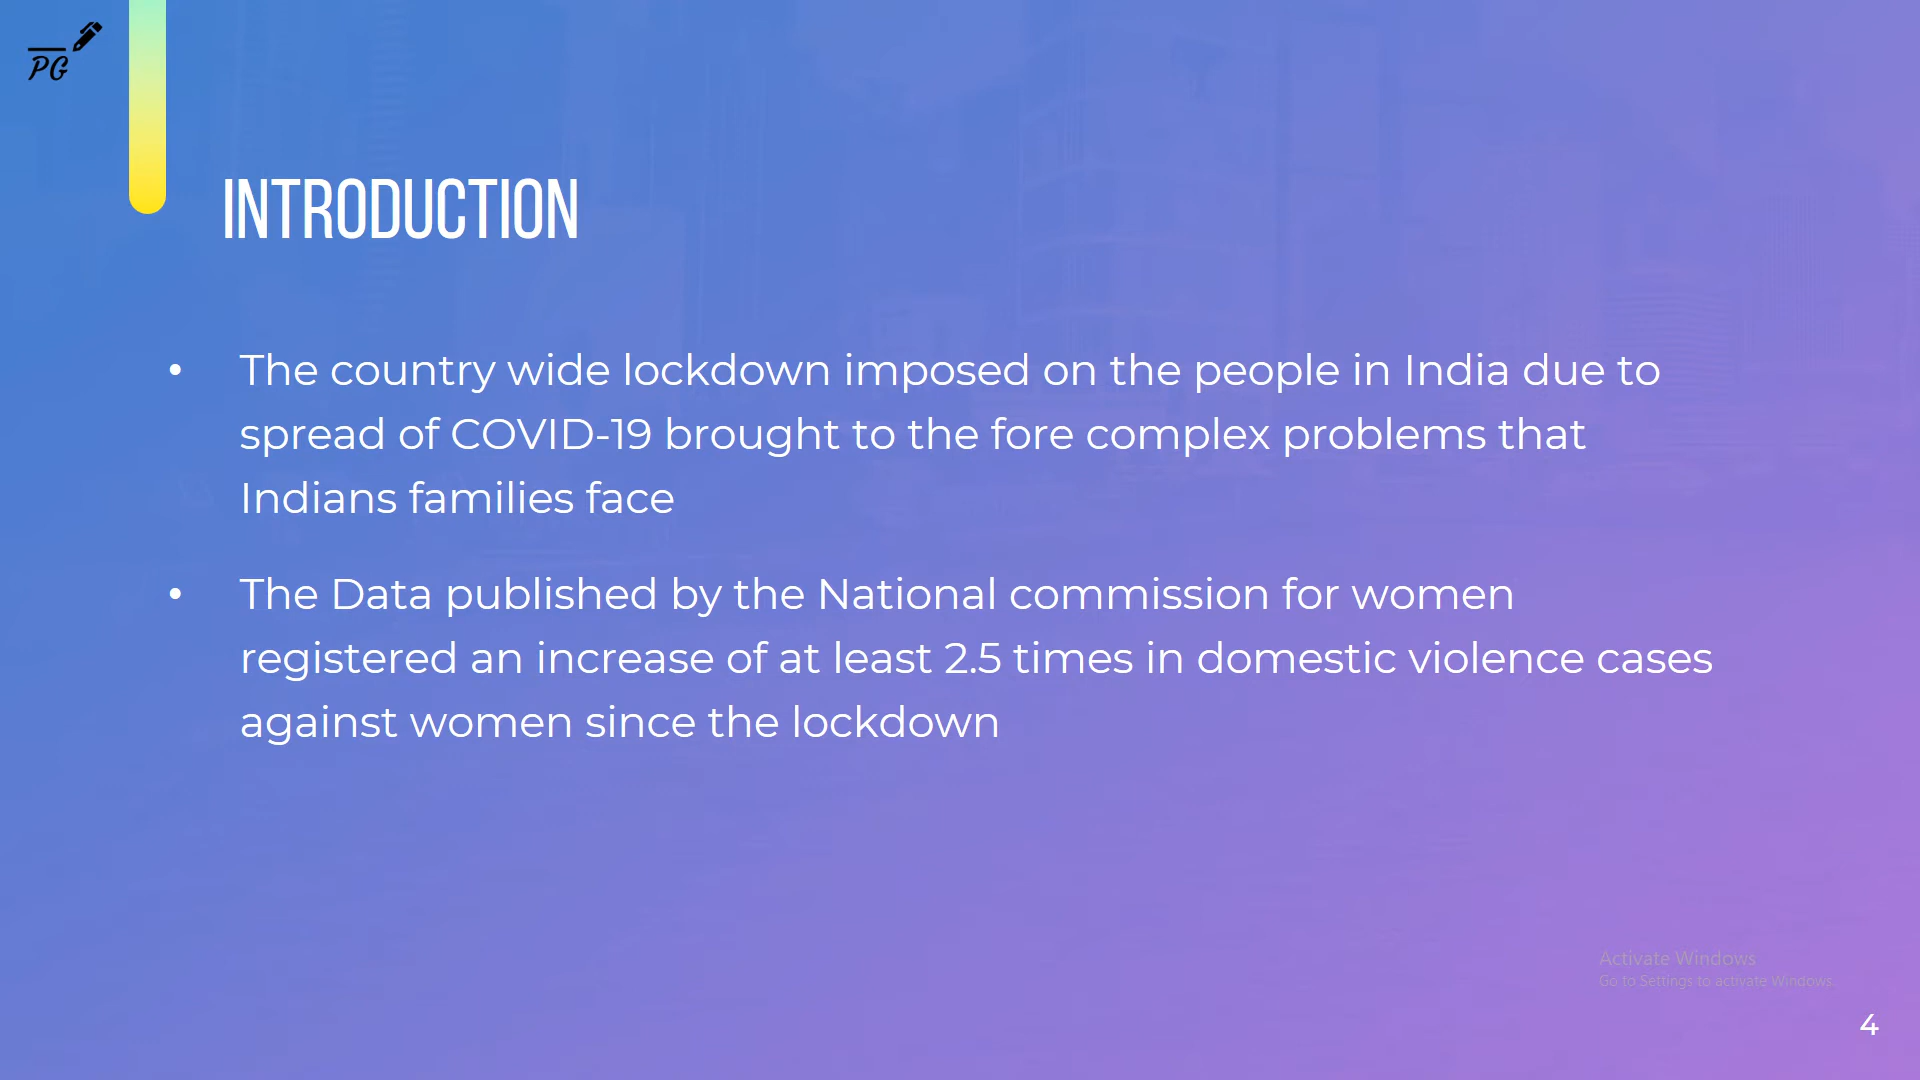 PG
INTRODUCTION
• The country wide lockdown imposed on the people in India due to
spread of COVID-19 brought to the fore complex problems that
Indians families face
• The Data published by the National commission for women
registered an increase of at least 2.5 times in domestic violence cases
against women since the lockdown
Activate Windows
Go to Settings to activate Windows.
4